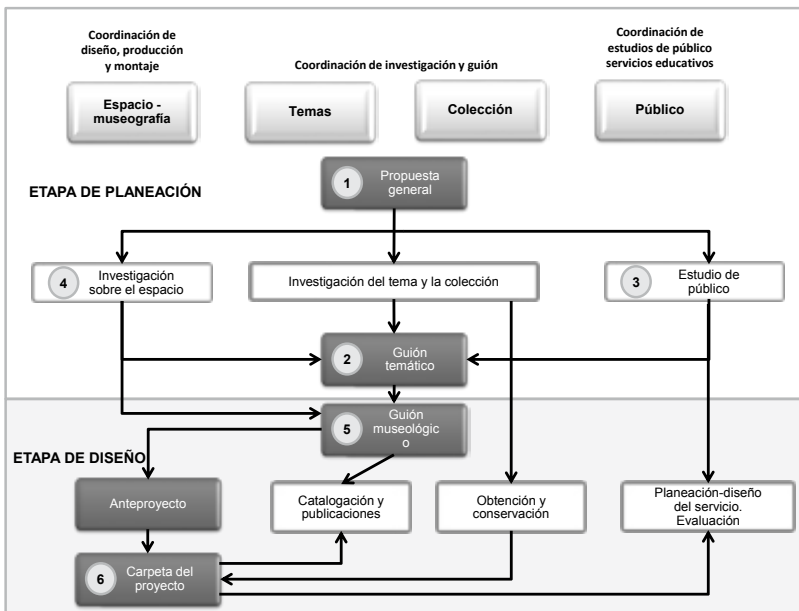 Coordinación de
diseño, producción
y montaje
Coordinación de investigación y guión
Coordinación de
estudios de público
servicios educativos
Espacio -
museografía
Temas
Colección
Público
ETAPA DE PLANEACIÓN
1
Propuesta
general
4
Investigación
sobre el espacio
Investigación del tema y la colección
3
Estudio de
público
2
Guión
temático
5
Guión
museológic
o
ETAPA DE DISEÑO
Anteproyecto
Catalogación y
publicaciones
Obtención y
conservación
Planeación-diseño
del servicio.
Evaluación
6
Carpeta del
proyecto